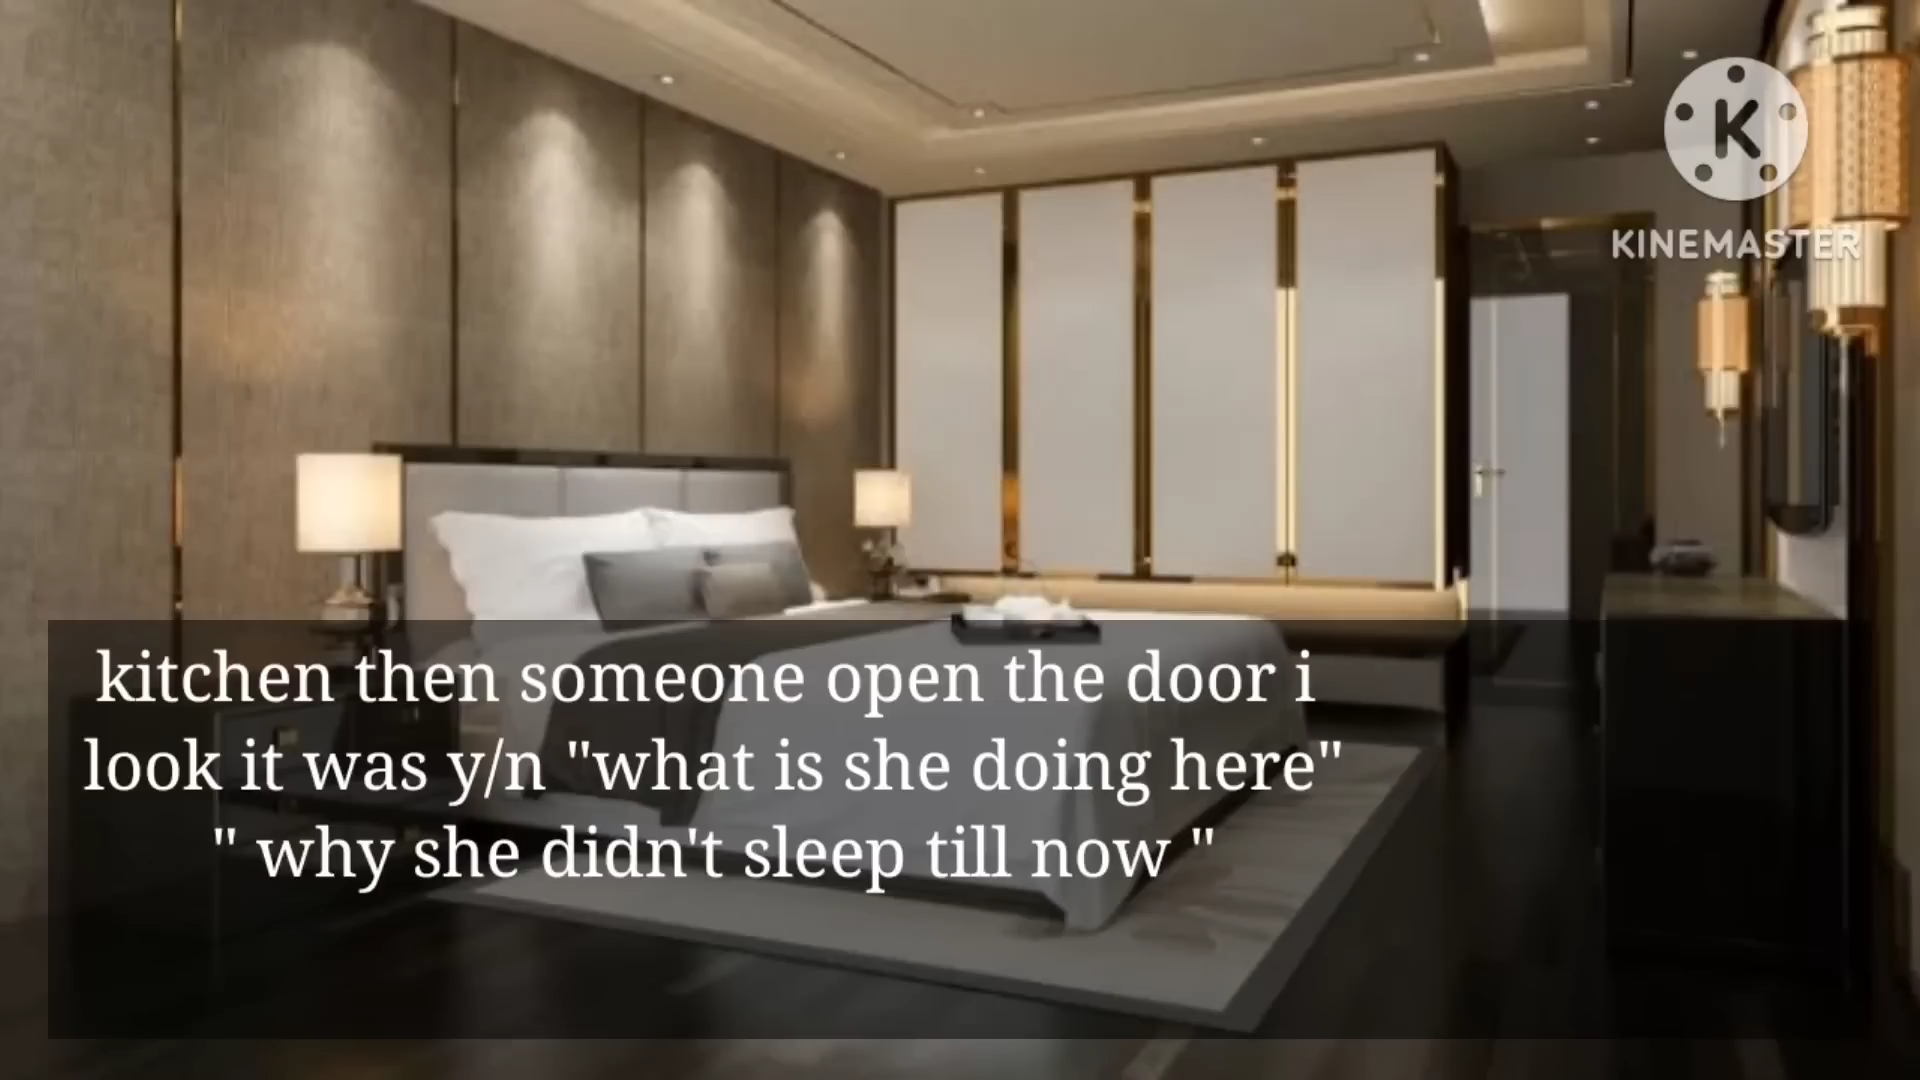 K
KINEMASTER
kitchen then someone open the door i
look it was y/n "what is she doing here"
" why she didn't sleep till now "